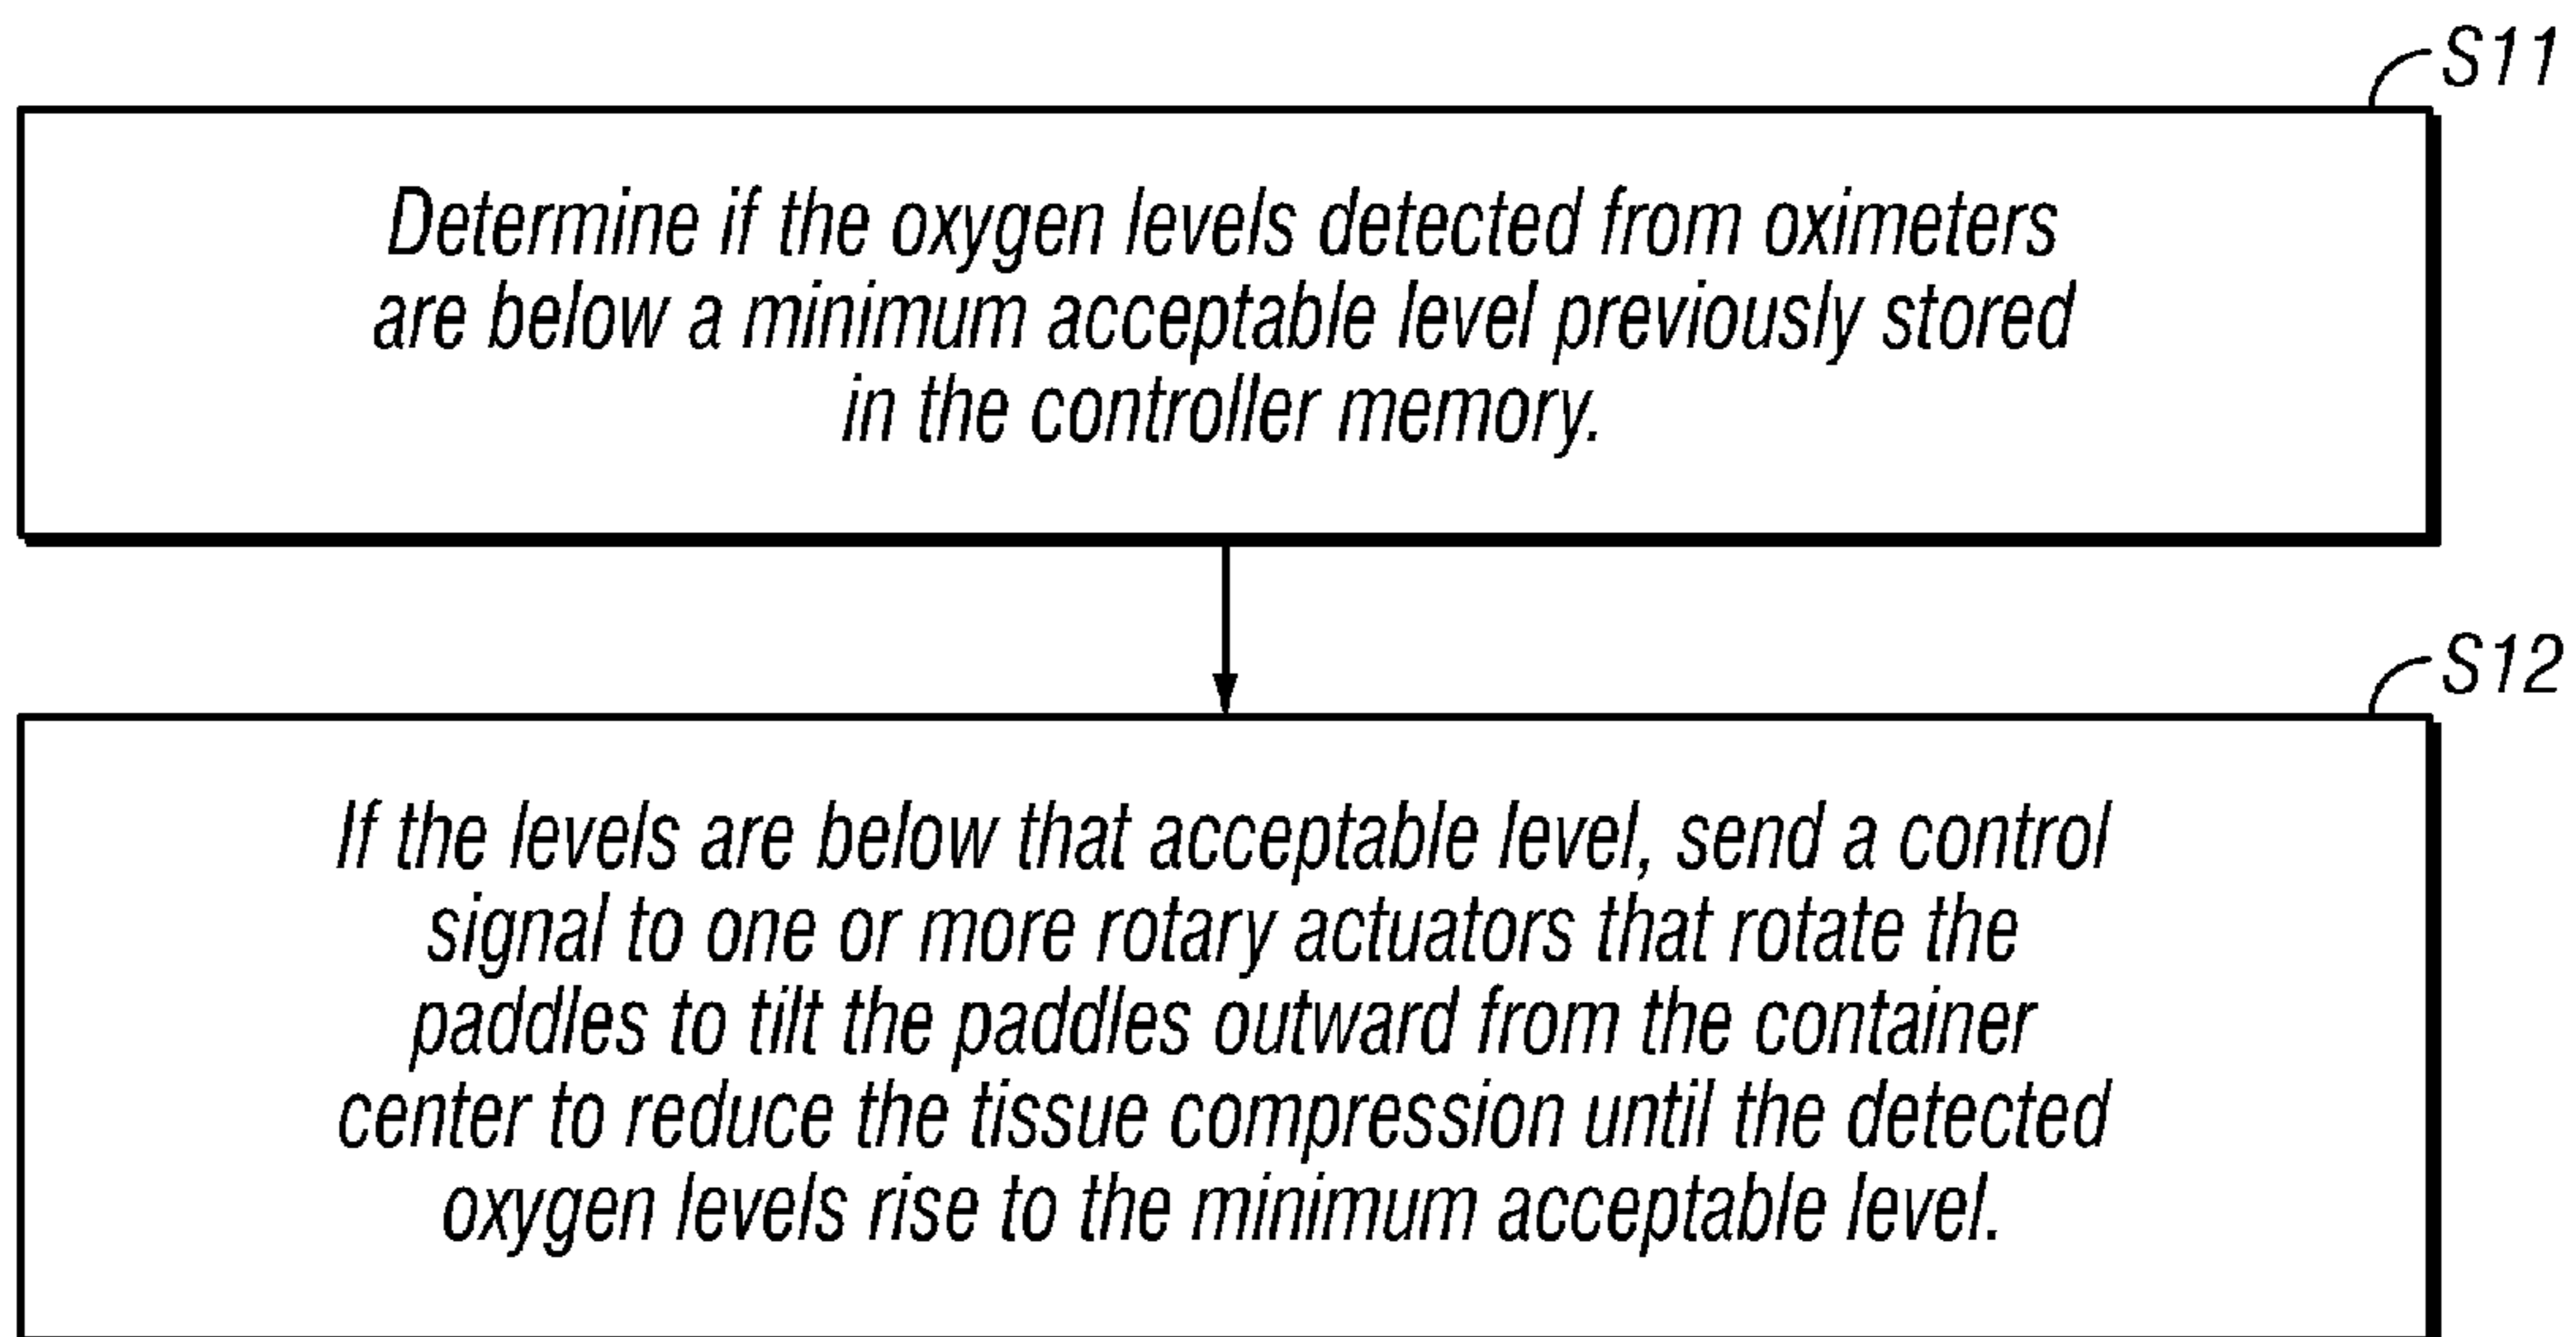 S11
Determine if the oxygen levels detected from oximeters
are below a minimum acceptable level previously stored
in the controller memory.
S12
If the levels are below that acceptable level, send a control
signal to one or more rotary actuators that rotate the
paddles to tilt the paddles outward from the container
center to reduce the tissue compression until the detected
oxygen levels rise to the minimum acceptable level.